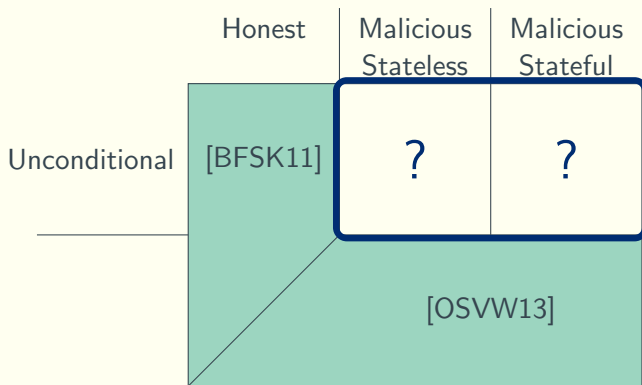 Honest
Malicious
Stateless
Malicious
Stateful
Unconditional
[BFSK11]
?
?
[OSVW13]